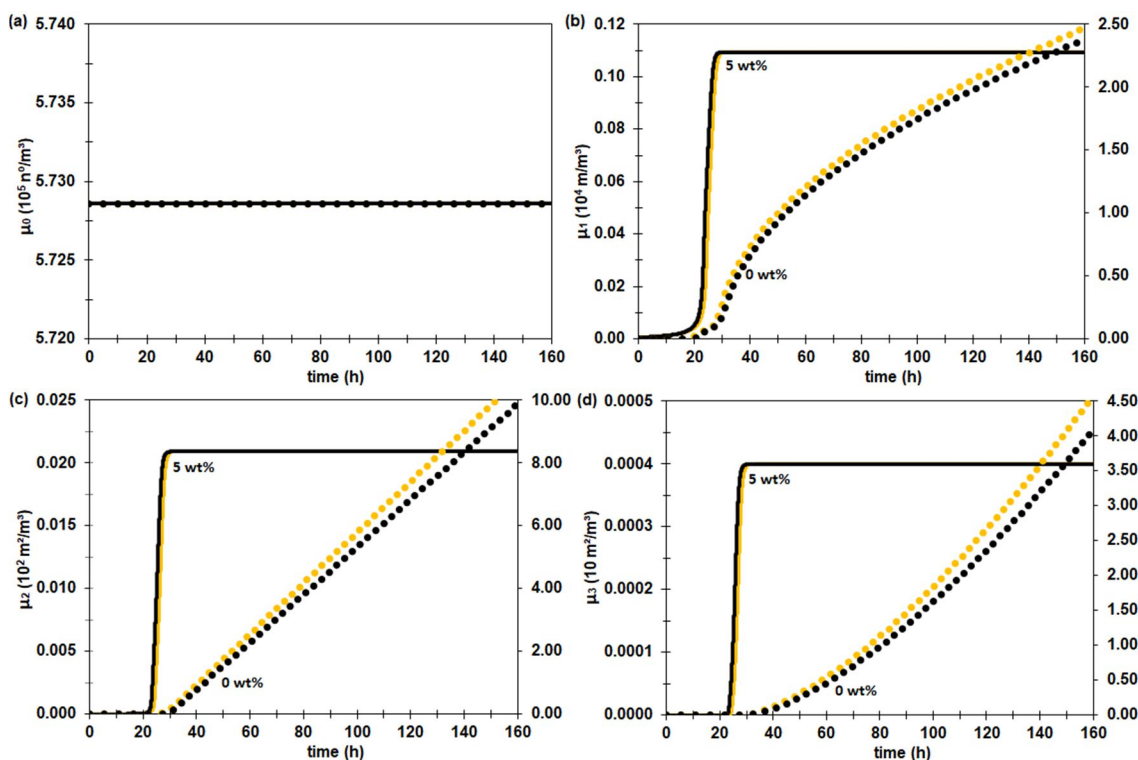 (a)
μ₀ (10⁵ nº/m³)
5.740
5.735
5.730
5.725
5.720
0 20 40 60 80 100 120 140 160
time (h)
(b)
μ₁ (10⁴ m/m³)
0.12
0.10
0.08
0.06
0.04
0.02
0.00
2.50
2.00
1.50
1.00
0.50
0.00
5 wt%
0 wt%
0 20 40 60 80 100 120 140 160
time (h)
(c)
μ₂ (10² m²/m³)
0.025
0.020
0.015
0.010
0.005
0.000
10.00
8.00
6.00
4.00
2.00
0.00
5 wt%
0 wt%
0 20 40 60 80 100 120 140 160
time (h)
(d)
μ₃ (10 m²/m³)
0.0005
0.0004
0.0003
0.0002
0.0001
0.0000
4.50
4.00
3.50
3.00
2.50
2.00
1.50
1.00
0.50
0.00
5 wt%
0 wt%
0 20 40 60 80 100 120 140 160
time (h)